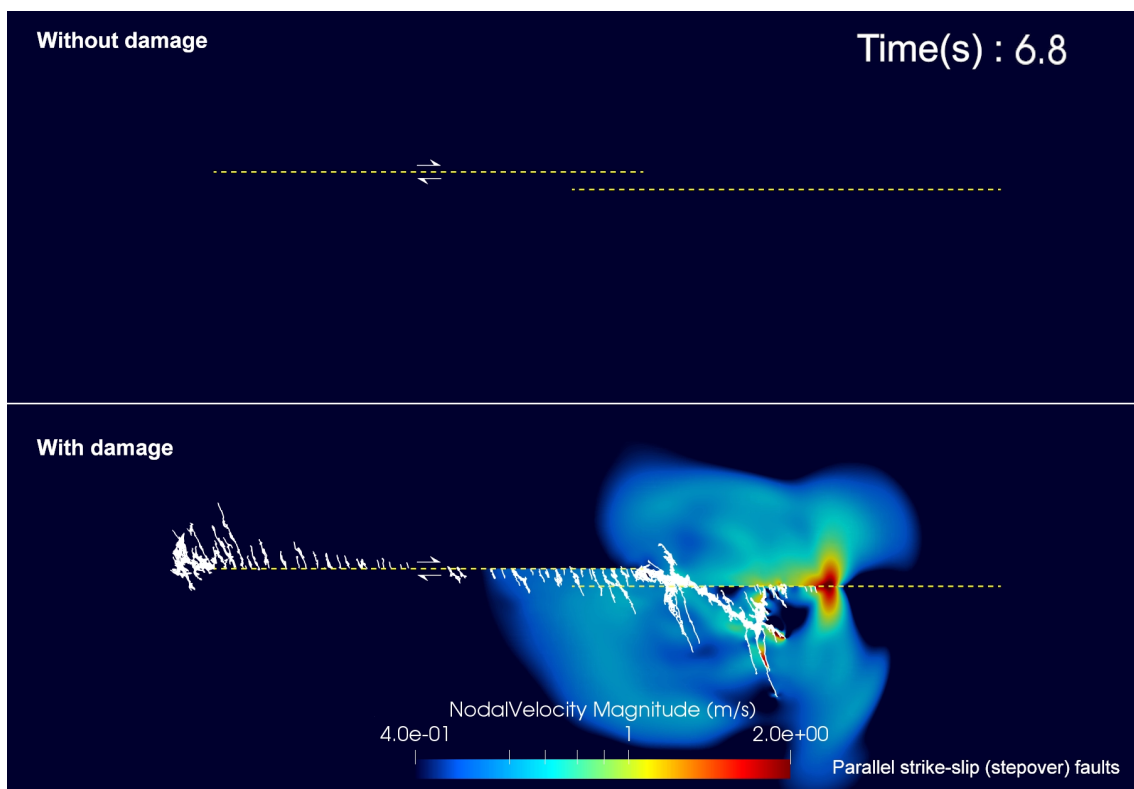 Without damage
Time(s) : 6.8
With damage
NodalVelocity Magnitude (m/s)
4.0e-01 1 2.0e+00
Parallel strike-slip (stepover) faults